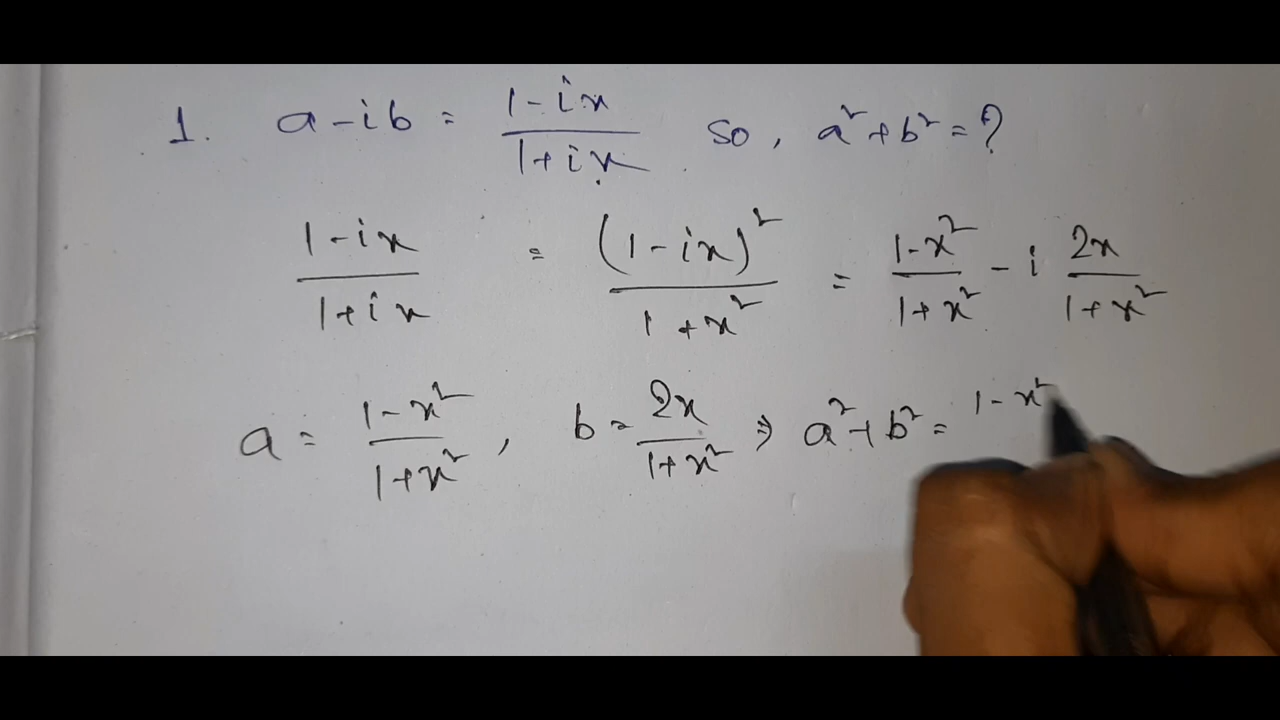 1. a-ib = (1-ix)/(1+ix) so, a²+b²=?
(1-ix)/(1+ix) = (1-ix)²/(1+x²) = (1-x²)/(1+x²) - i 2x/(1+x²)
a = (1-x²)/(1+x²), b = 2x/(1+x²) ⇒ a²+b² = 1-x²